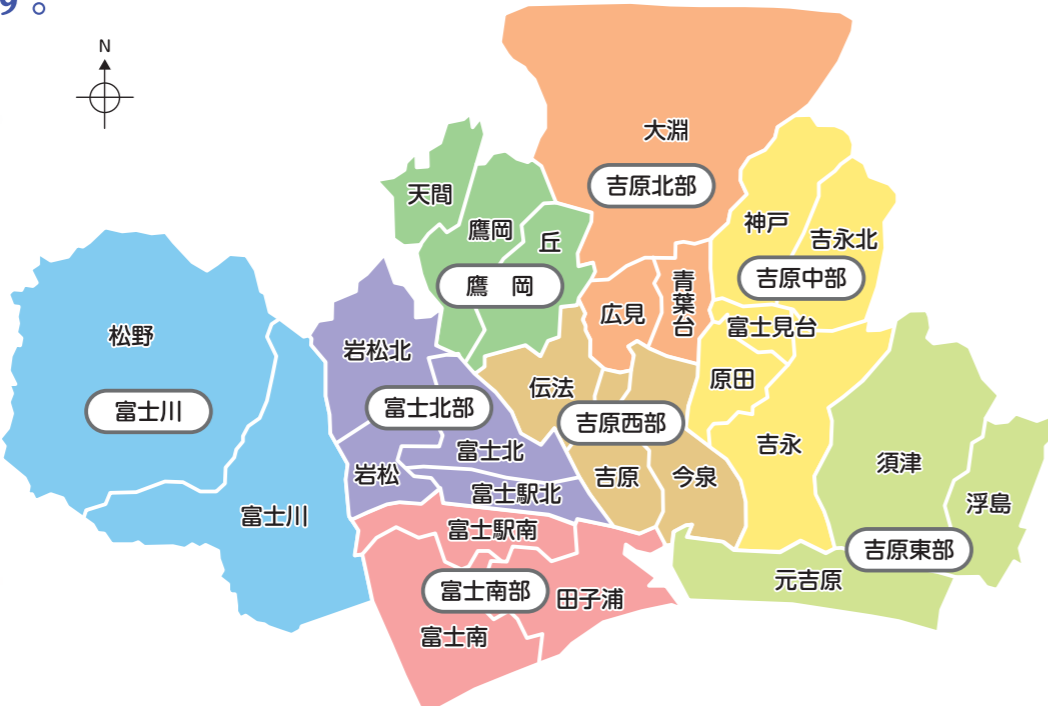 す。
N
大淵
吉原北部
天間
鷹岡
丘
鷹　岡
神戸
吉永北
吉原中部
広見
青葉台
富士見台
原田
吉永
松野
富士川
富士川
岩松北
富士北部
富士北
岩松
富士駅北
伝法
吉原西部
吉原
今泉
須津
浮島
吉原東部
元吉原
富士駅南
富士南部
田子浦
富士南